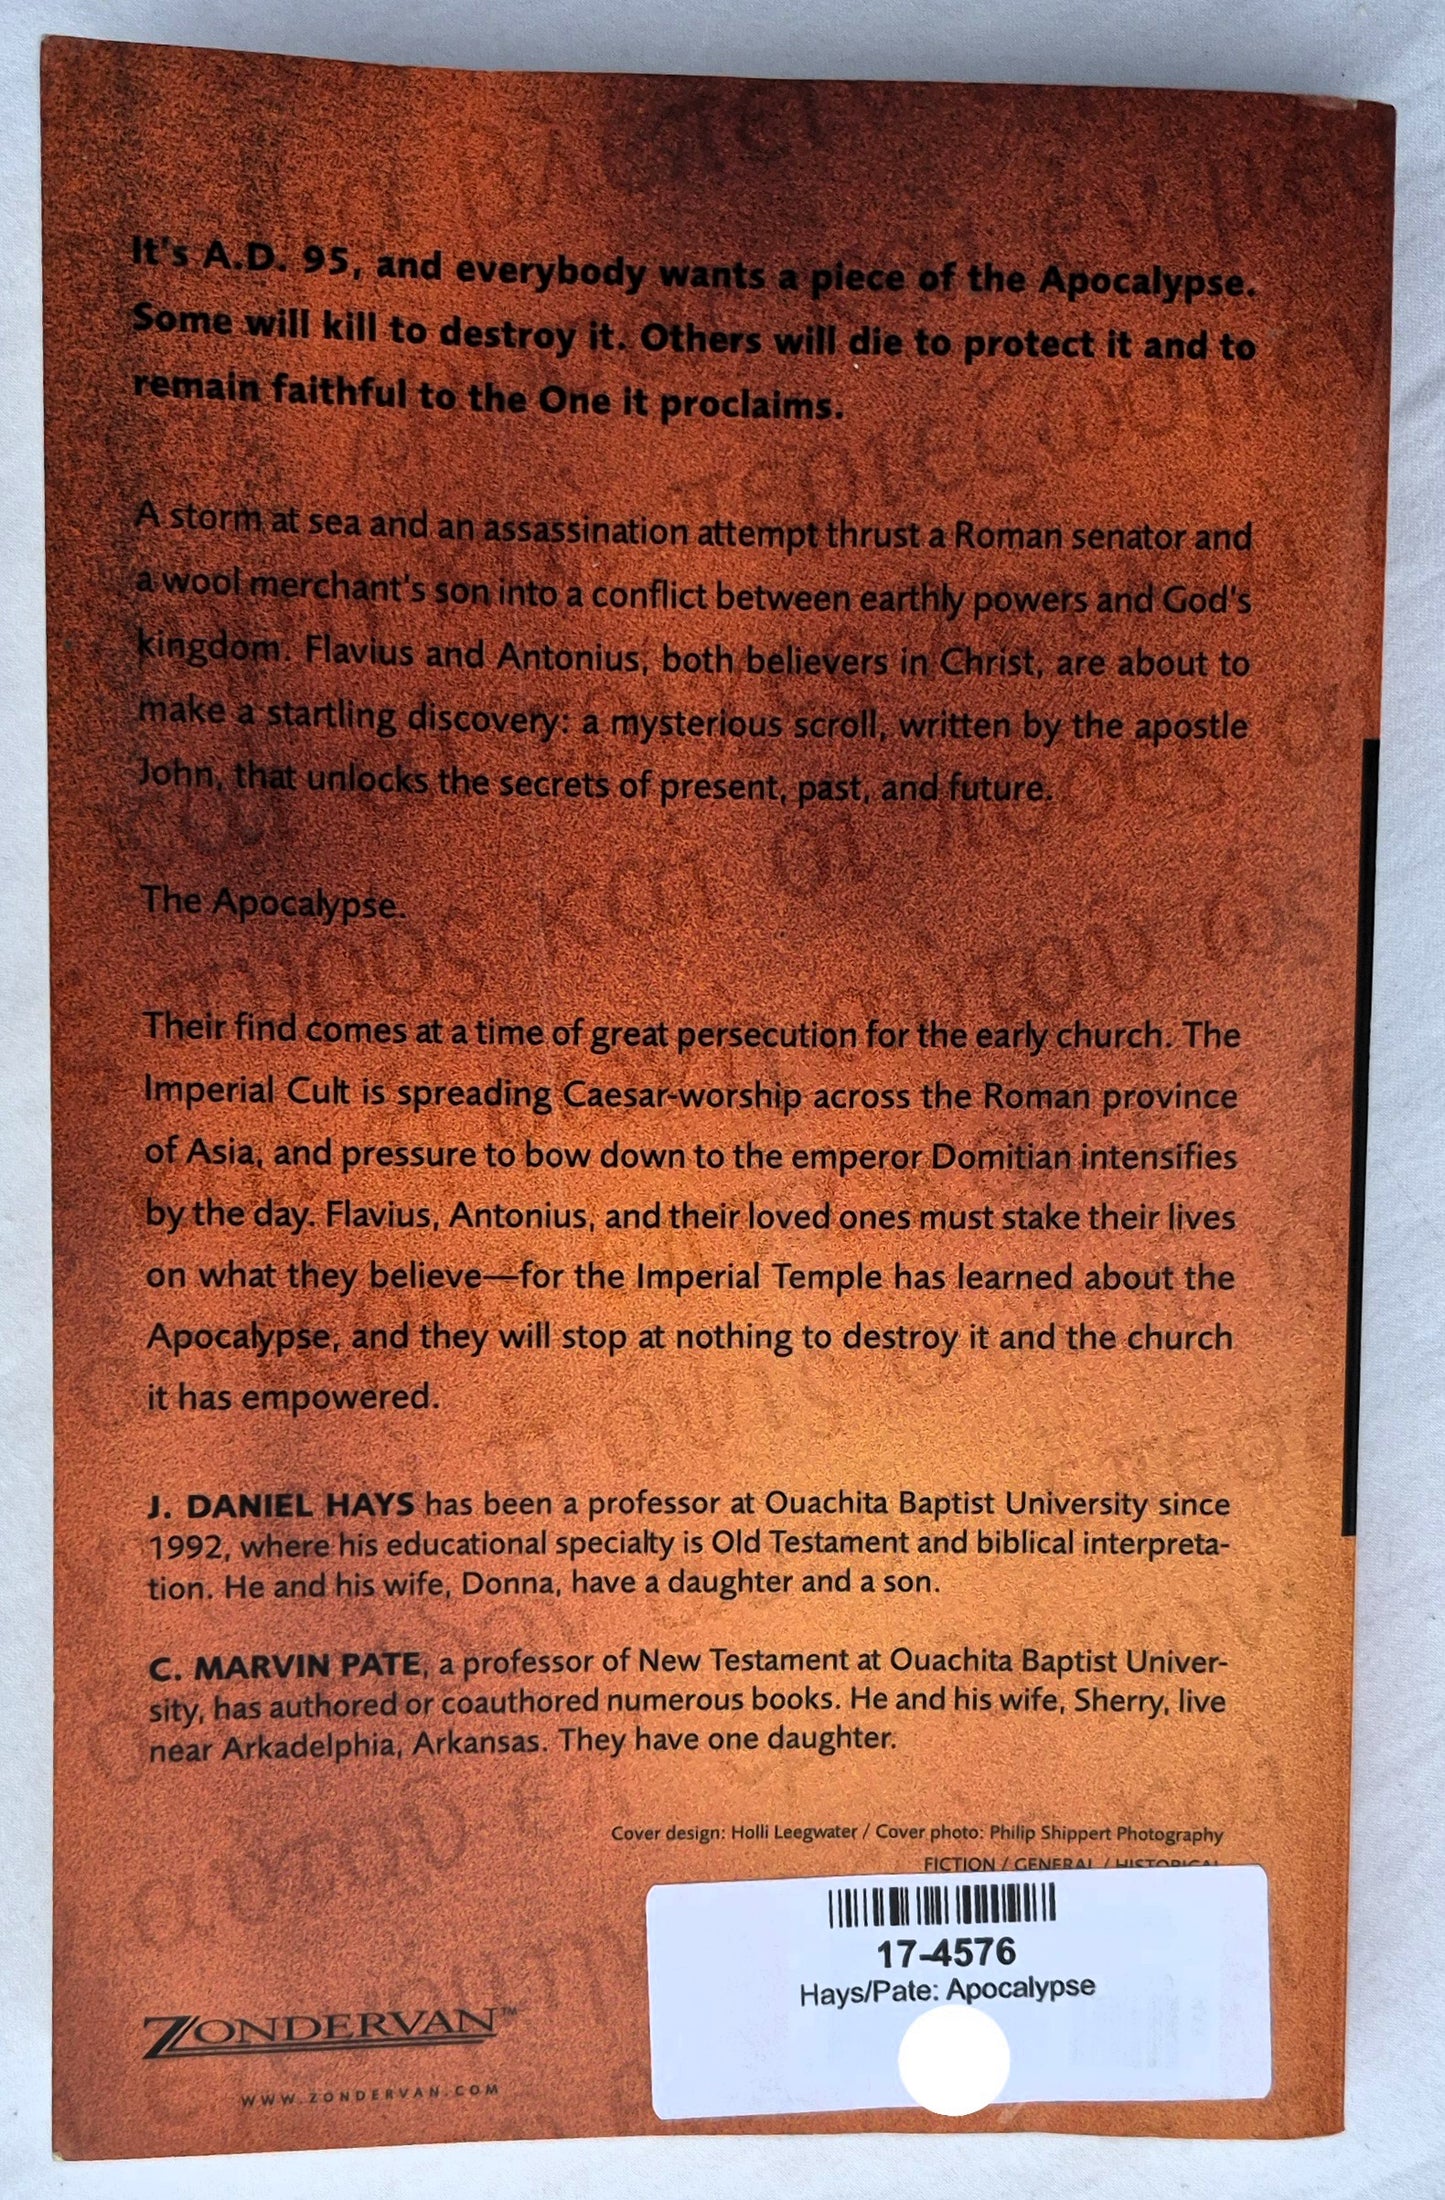 It's A.D. 95, and everybody wants a piece of the Apocalypse.
Some will kill to destroy it. Others will die to protect it and to
remain faithful to the One it proclaims.
A storm at sea and an assassination attempt thrust a Roman senator and
a wool merchant's son into a conflict between earthly powers and God's
kingdom. Flavius and Antonius, both believers in Christ, are about to
make a startling discovery: a mysterious scroll, written by the apostle
John, that unlocks the secrets of present, past, and future.
The Apocalypse.
Their find comes at a time of great persecution for the early church. The
Imperial Cult is spreading Caesar-worship across the Roman province
of Asia, and pressure to bow down to the emperor Domitian intensifies
by the day. Flavius, Antonius, and their loved ones must stake their lives
on what they believe—for the Imperial Temple has learned about the
Apocalypse, and they will stop at nothing to destroy it and the church
it has empowered.
J. DANIEL HAYS has been a professor at Ouachita Baptist University since
1992, where his educational specialty is Old Testament and biblical interpreta-
tion. He and his wife, Donna, have a daughter and a son.
C. MARVIN PATE, a professor of New Testament at Ouachita Baptist Univer-
sity, has authored or coauthored numerous books. He and his wife, Sherry, live
near Arkadelphia, Arkansas. They have one daughter.
Cover design: Holli Leegwater / Cover photo: Philip Shippert Photography
FICTION / GENERAL / HISTORICAL
17-4576
Hays/Pate: Apocalypse
ZONDERVAN™
WWW.ZONDERVAN.COM